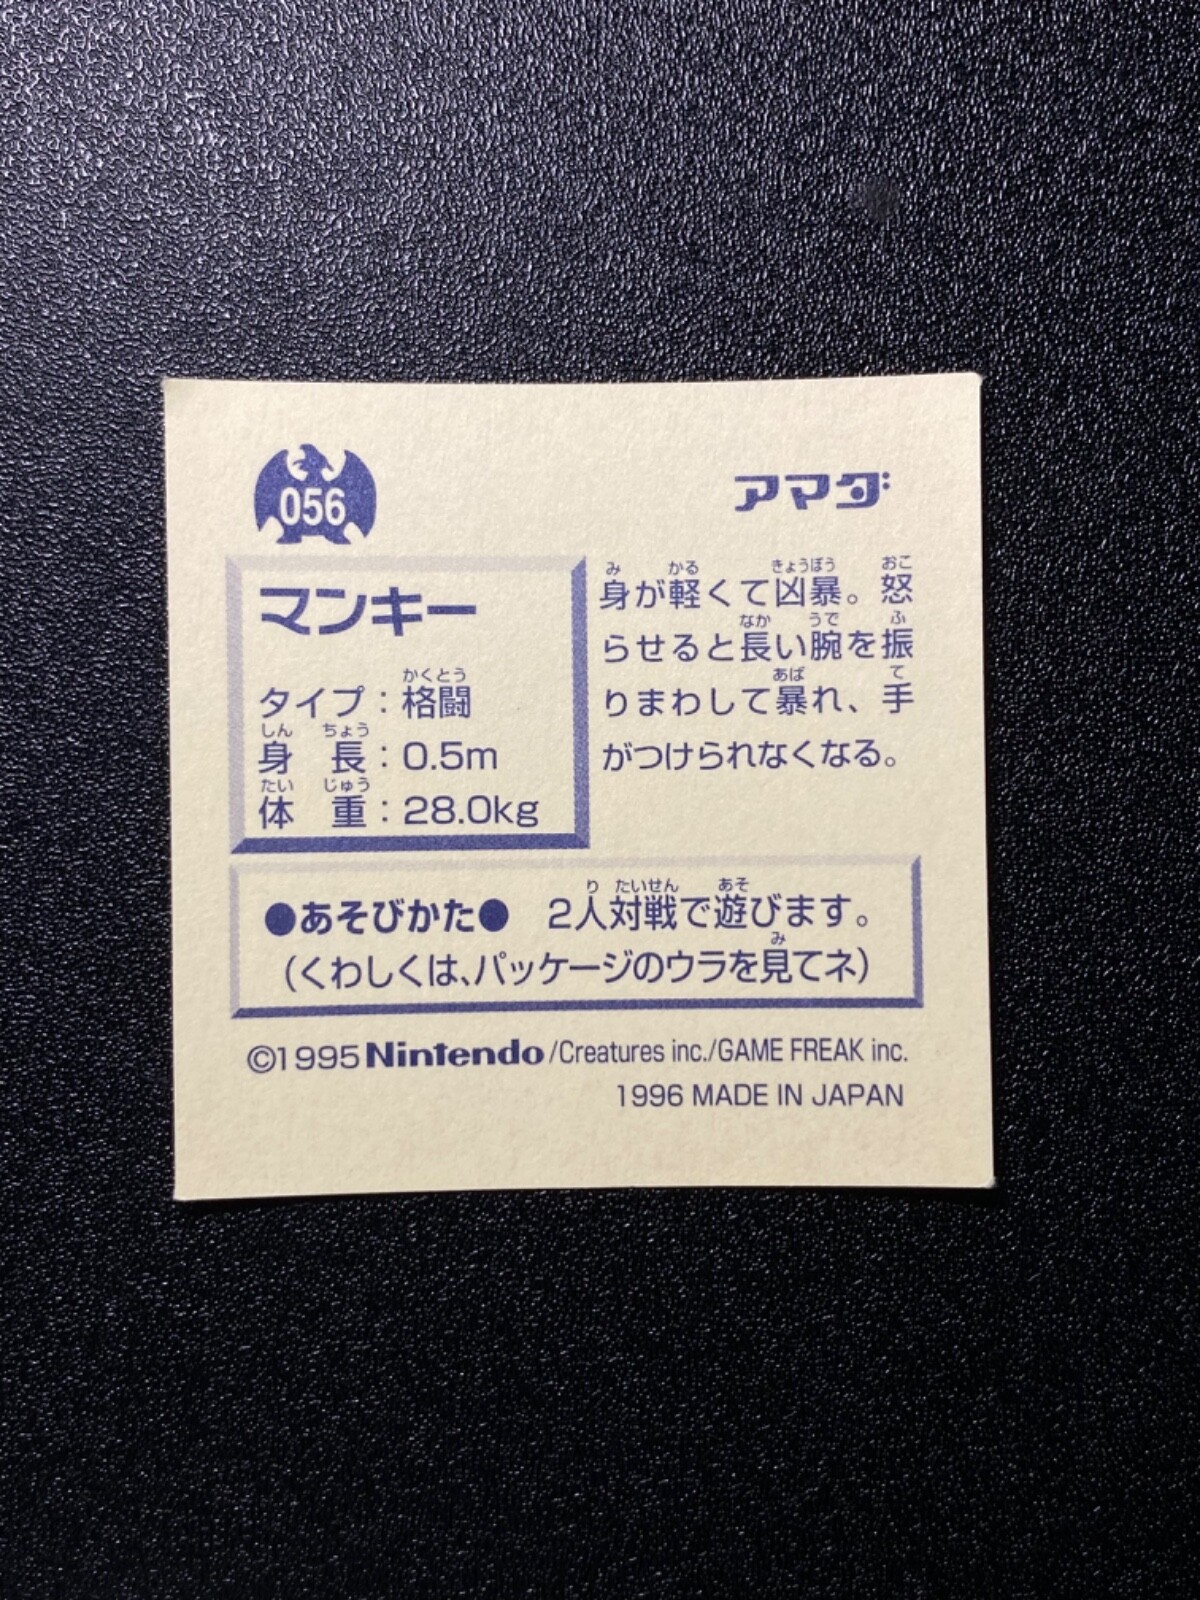 056
アマダ
マンキー
タイプ：格闘
かくとう
身長：0.5m
しんちょう
体重：28.0kg
たいじゅう
身が軽くて凶暴。怒
み かる きょうぼう おこ
らせると長い腕を振
なか うで ふ
りまわして暴れ、手
あば て
がつけられなくなる。
●あそびかた● 2人対戦で遊びます。
り たいせん あそ
（くわしくは、パッケージのウラを見てネ）
み
©1995 Nintendo/Creatures inc./GAME FREAK inc.
1996 MADE IN JAPAN